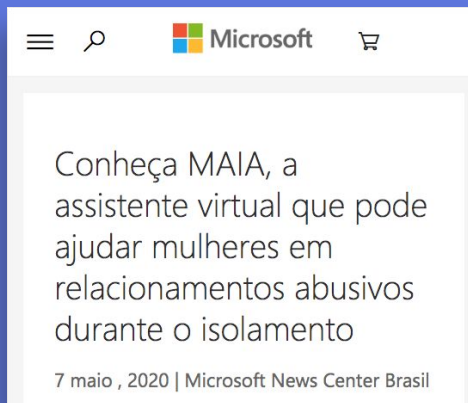 Microsoft
Conheça MAIA, a
assistente virtual que pode
ajudar mulheres em
relacionamentos abusivos
durante o isolamento
7 maio , 2020 | Microsoft News Center Brasil